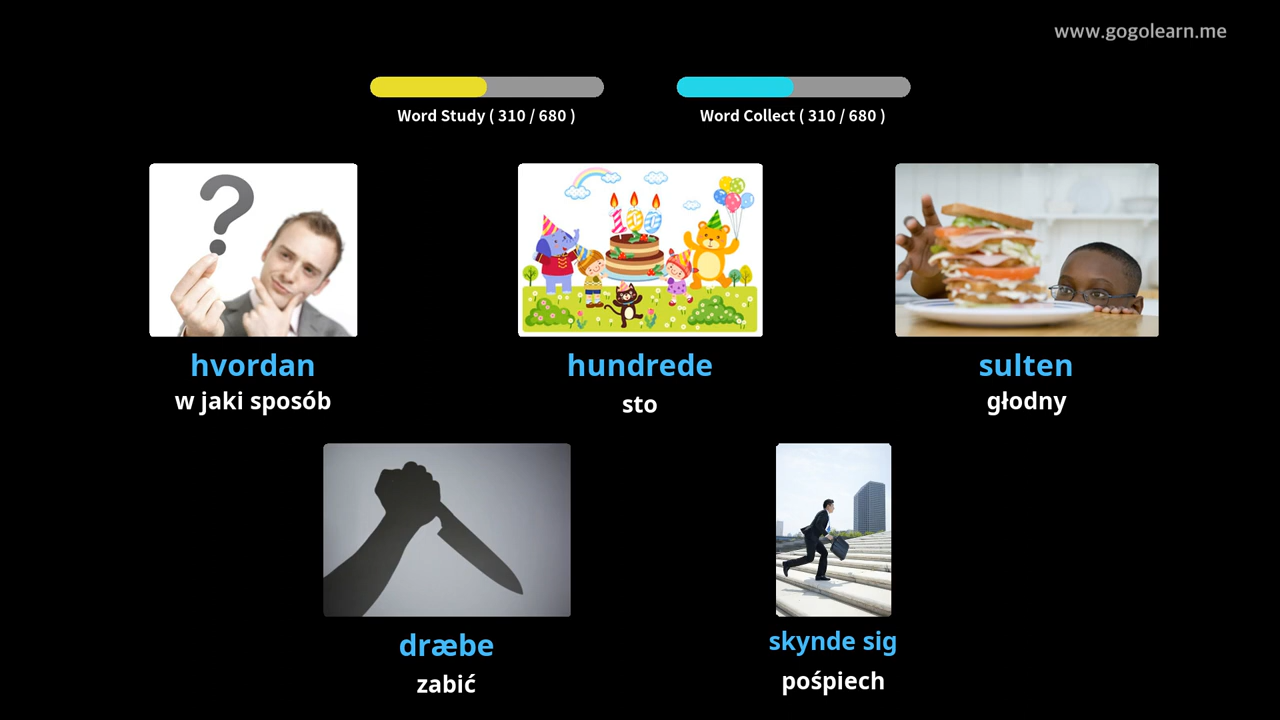 www.gogolearn.me
Word Study ( 310 / 680 )
Word Collect ( 310 / 680 )
?
100
hvordan
w jaki sposób
hundrede
sto
sulten
głodny
dræbe
zabić
skynde sig
pośpiech